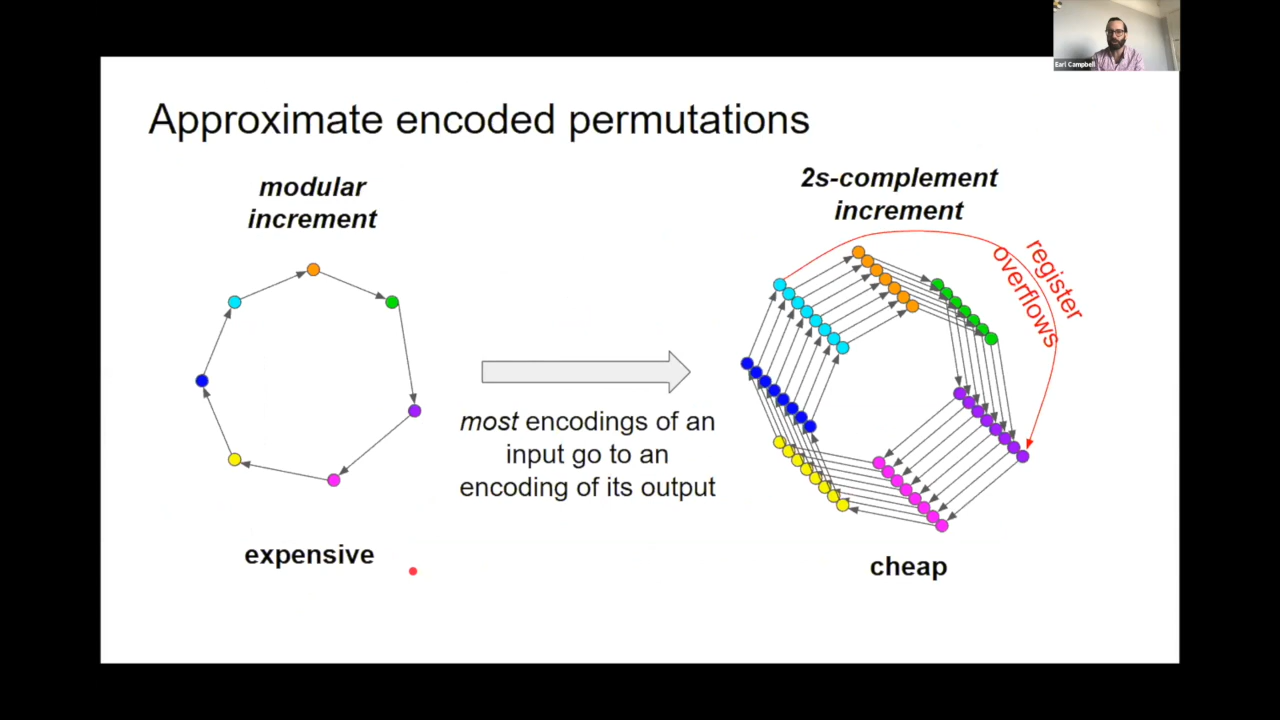 Earl Campbell
Approximate encoded permutations
modular
increment
2s-complement
increment
register
overflows
most encodings of an
input go to an
encoding of its output
expensive
cheap